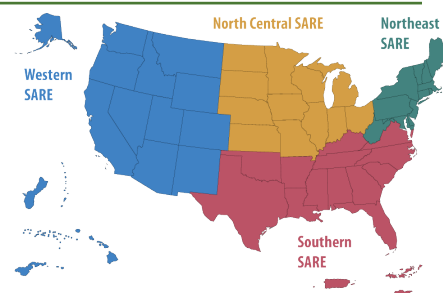 North Central SARE
Northeast
SARE
Western
SARE
Southern
SARE